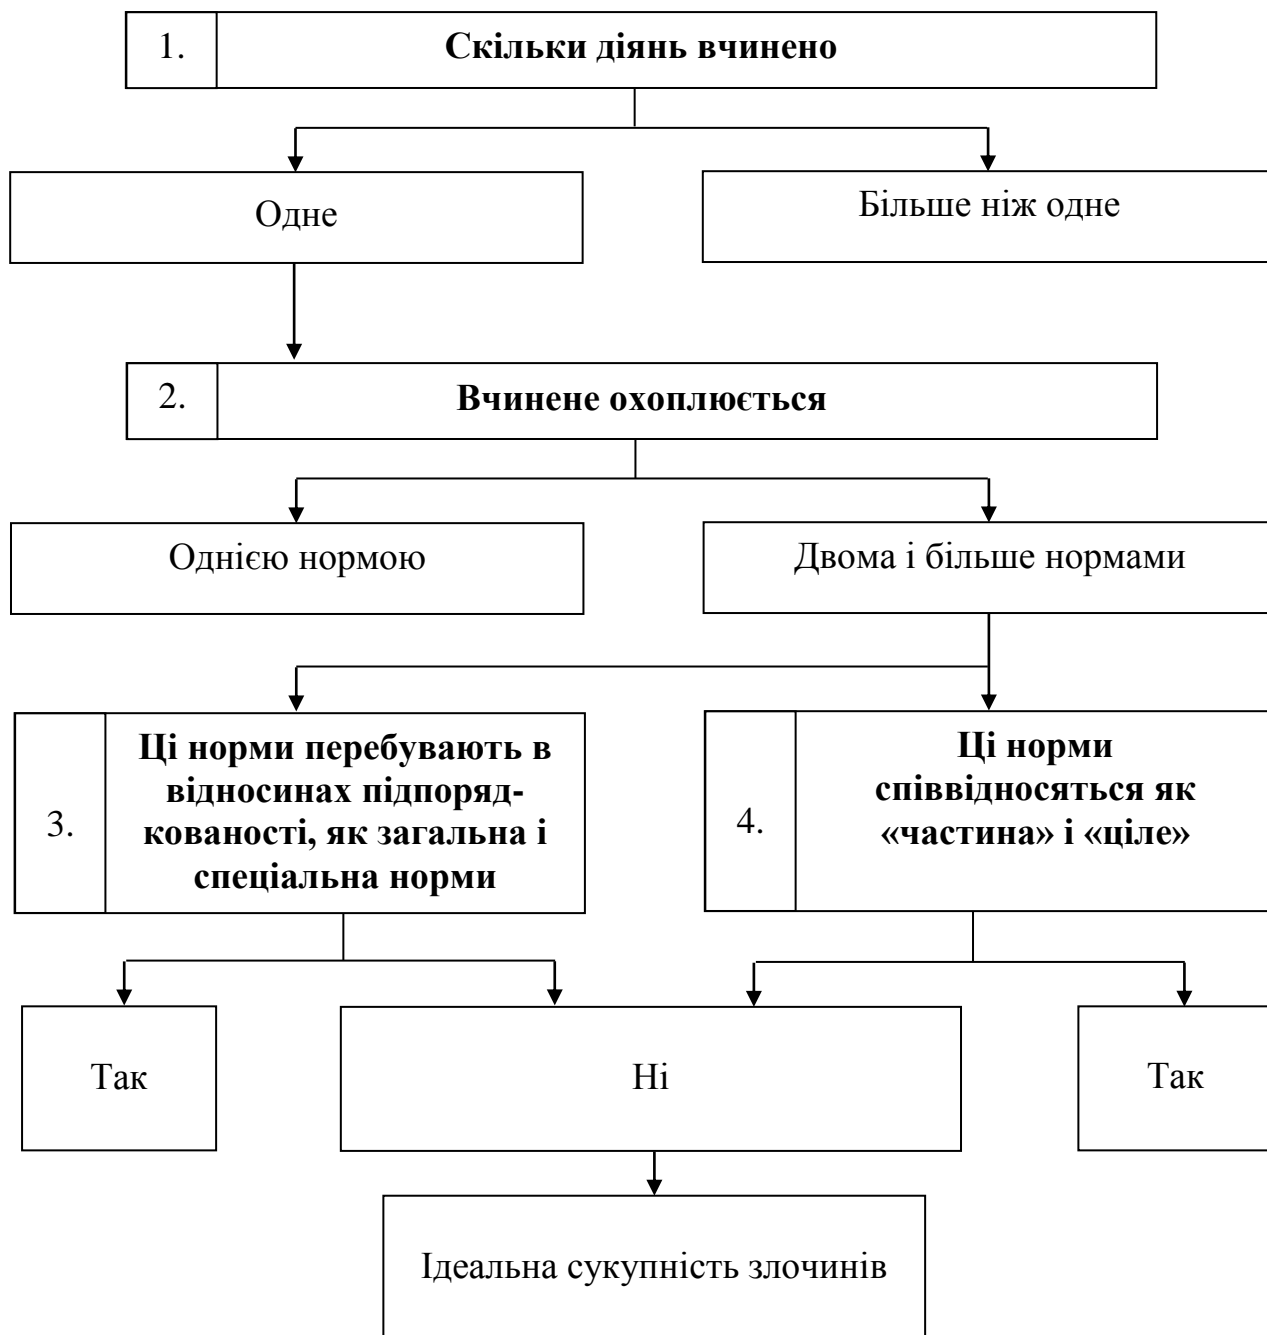 1. Скільки діянь вчинено
Одне
Більше ніж одне
2. Вчинене охоплюється
Однією нормою
Двома і більше нормами
3.
Ці норми перебувають в
відносинах підпоряд-
кованості, як загальна і
спеціальна норми
4.
Ці норми
співвідносяться як
«частина» і «ціле»
Так
Ні
Так
Ідеальна сукупність злочинів